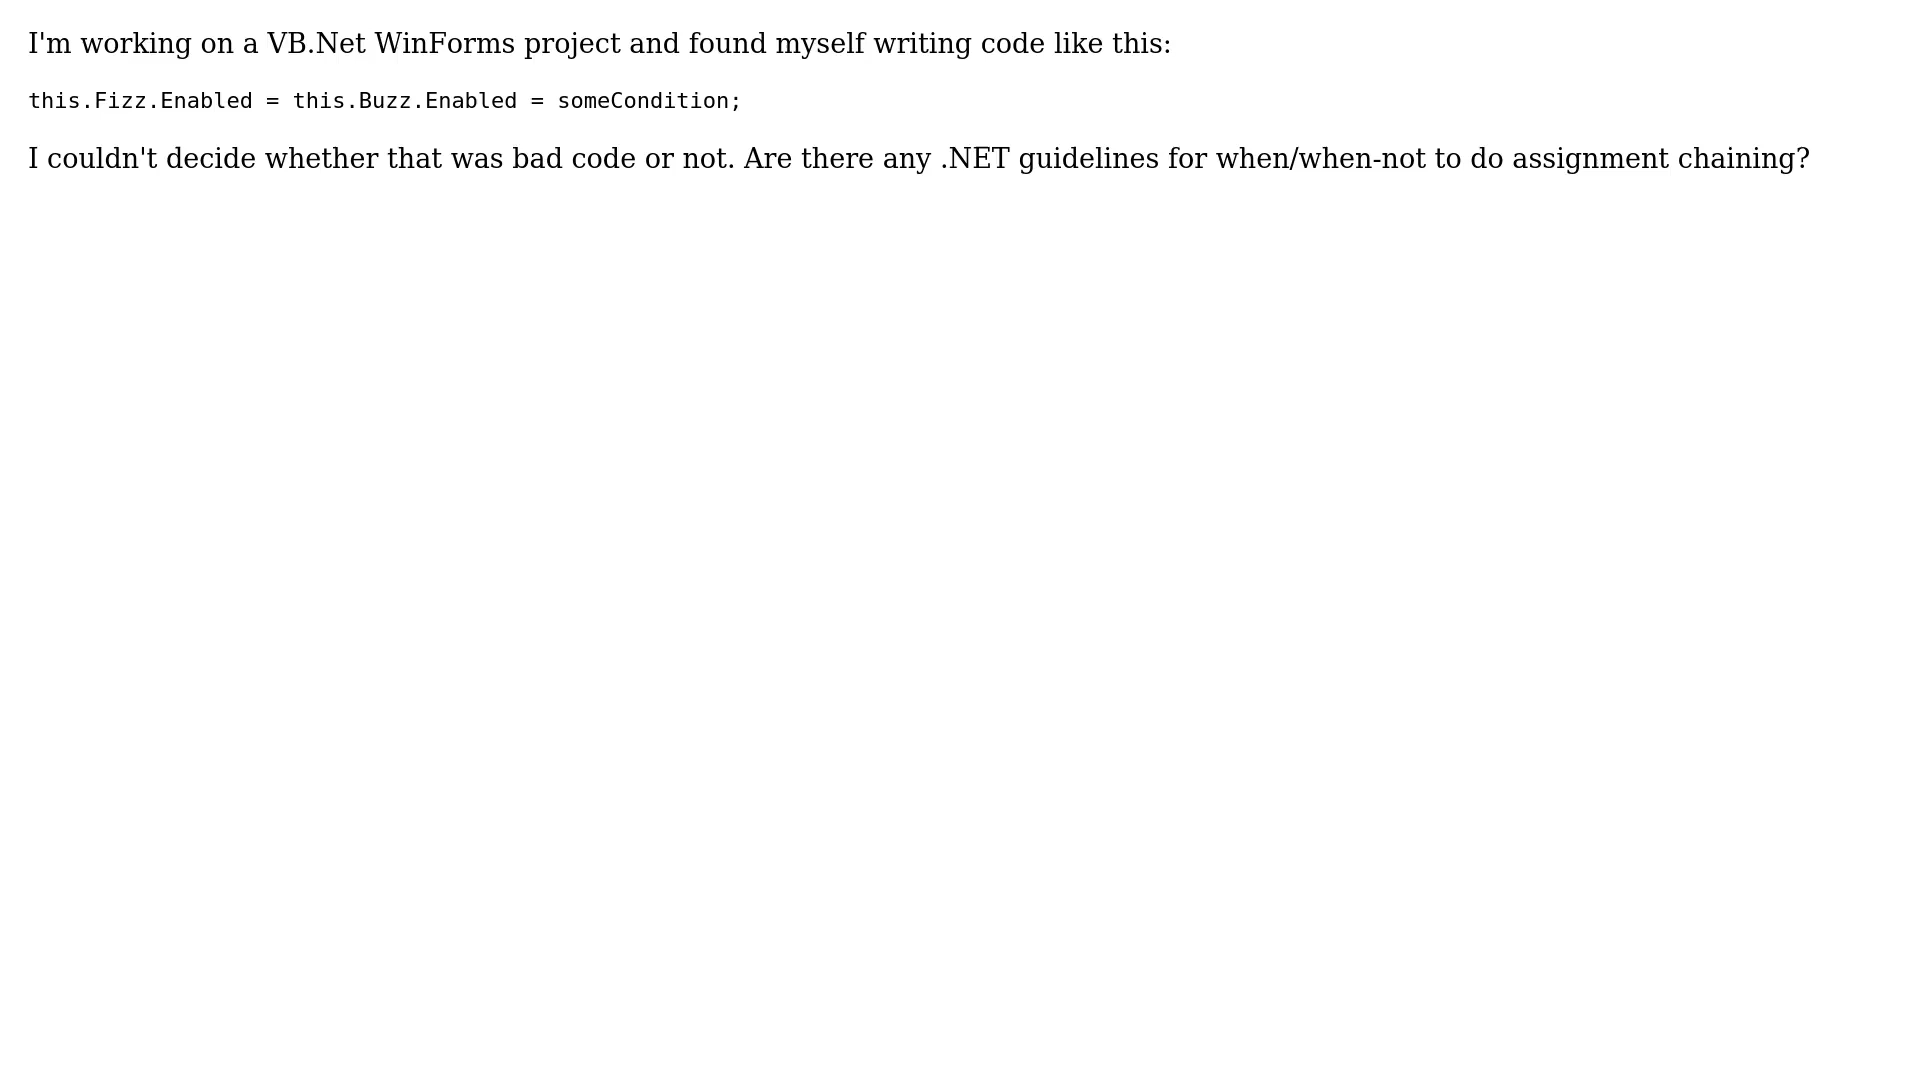 I'm working on a VB.Net WinForms project and found myself writing code like this:
this.Fizz.Enabled = this.Buzz.Enabled = someCondition;
I couldn't decide whether that was bad code or not. Are there any .NET guidelines for when/when-not to do assignment chaining?